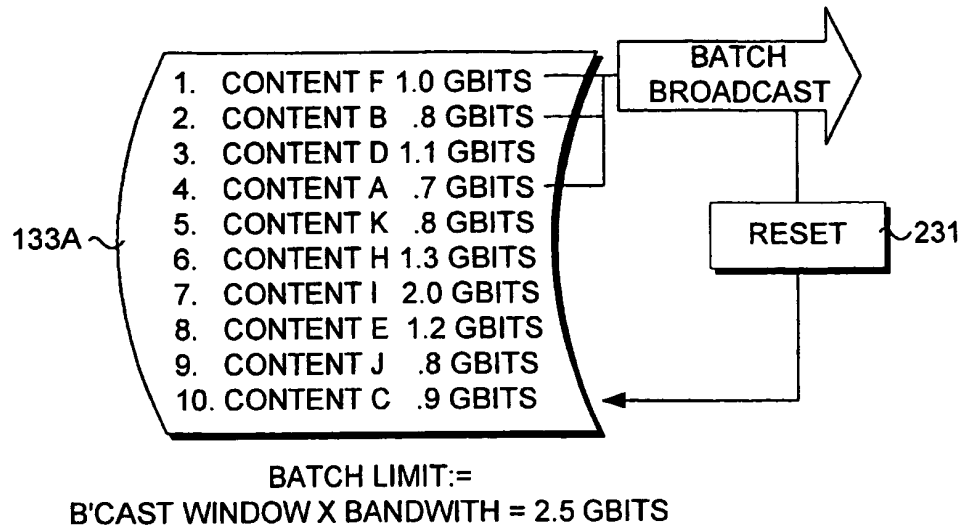 1. CONTENT F 1.0 GBITS
2. CONTENT B .8 GBITS
3. CONTENT D 1.1 GBITS
4. CONTENT A .7 GBITS
5. CONTENT K .8 GBITS
6. CONTENT H 1.3 GBITS
7. CONTENT I 2.0 GBITS
8. CONTENT E 1.2 GBITS
9. CONTENT J .8 GBITS
10. CONTENT C .9 GBITS
BATCH
BROADCAST
RESET
231
133A
BATCH LIMIT:=
B'CAST WINDOW X BANDWITH = 2.5 GBITS